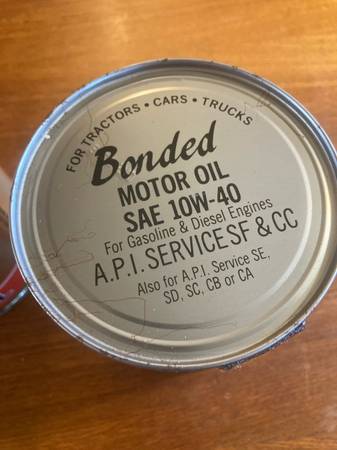 FOR TRACTORS • CARS • TRUCKS
Bonded
MOTOR OIL
SAE 10W-40
For Gasoline & Diesel Engines
A.P.I. SERVICE SF & CC
Also for A.P.I. Service SE,
SD, SC, CB or CA